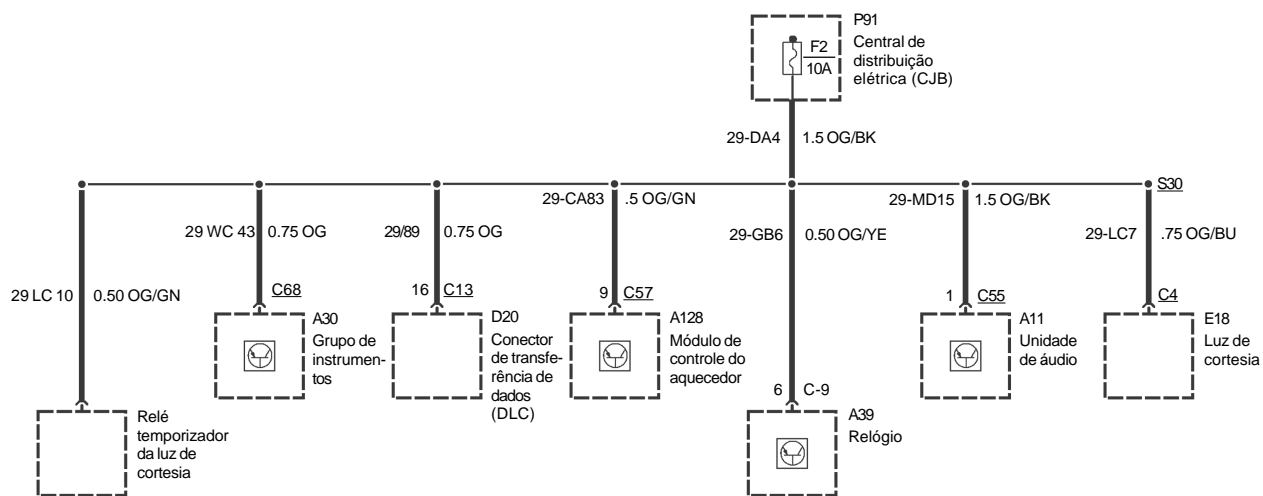 P91
Central de
distribuição
elétrica (CJB)
F2
10A
29-DA4 1.5 OG/BK
S30
29-CA83 .5 OG/GN
29-MD15 1.5 OG/BK
29 WC 43 0.75 OG
29/89 0.75 OG
29-GB6 0.50 OG/YE
29-LC7 .75 OG/BU
29 LC 10 0.50 OG/GN
C68
16 C13
9 C57
1 C55
C4
A30
Grupo de
instrumen-
tos
D20
Conector
de transfe-
rência de
dados
(DLC)
A128
Módulo de
controle do
aquecedor
A11
Unidade
de áudio
E18
Luz de
cortesia
6 C-9
A39
Relógio
Relé
temporizador
da luz de
cortesia